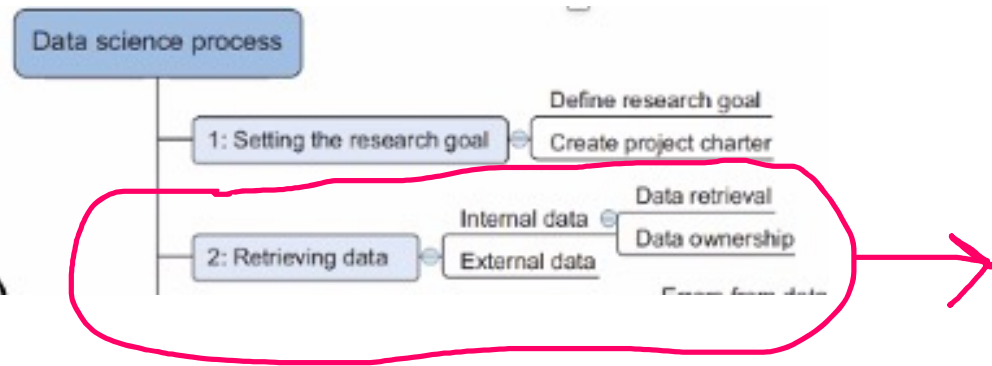 Data science process
Define research goal
1: Setting the research goal
Create project charter
Data retrieval
Internal data
Data ownership
2: Retrieving data
External data